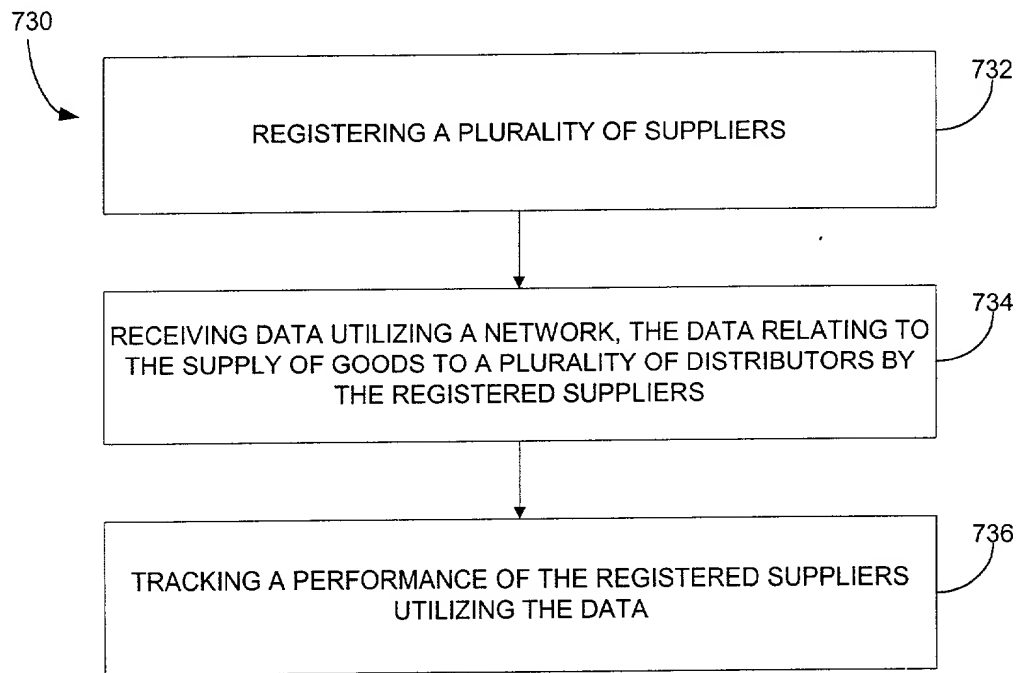 730
732
REGISTERING A PLURALITY OF SUPPLIERS
734
RECEIVING DATA UTILIZING A NETWORK, THE DATA RELATING TO
THE SUPPLY OF GOODS TO A PLURALITY OF DISTRIBUTORS BY
THE REGISTERED SUPPLIERS
736
TRACKING A PERFORMANCE OF THE REGISTERED SUPPLIERS
UTILIZING THE DATA